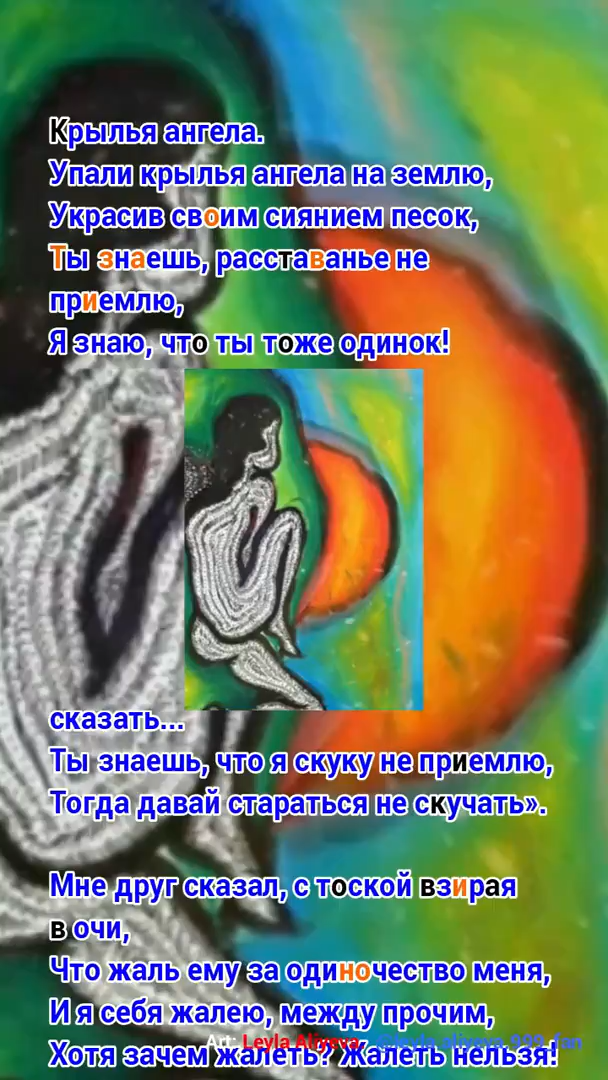 Крылья ангела.
Упали крылья ангела на землю,
Украсив своим сиянием песок,
Ты знаешь, расставанье не
приемлю,
Я знаю, что ты тоже одинок!
сказать...
Ты знаешь, что я скуку не приемлю,
Тогда давай стараться не скучать».
Мне друг сказал, с тоской взирая
в очи,
Что жаль ему за одиночество меня,
И я себя жалею, между прочим,
Art: Leyla Aliyeva - @leyla.aliyeva.999_fan
Хотя зачем жалеть? Жалеть нельзя!